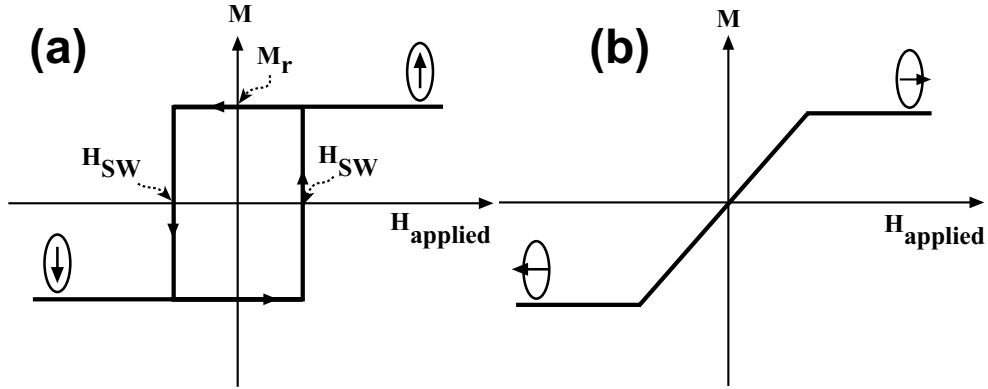 (a)
M
M_r
H_SW
H_SW
H_applied
(b)
M
H_applied